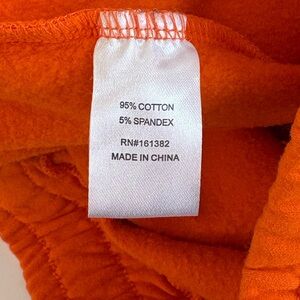 95% COTTON
5% SPANDEX
RN#161382
MADE IN CHINA